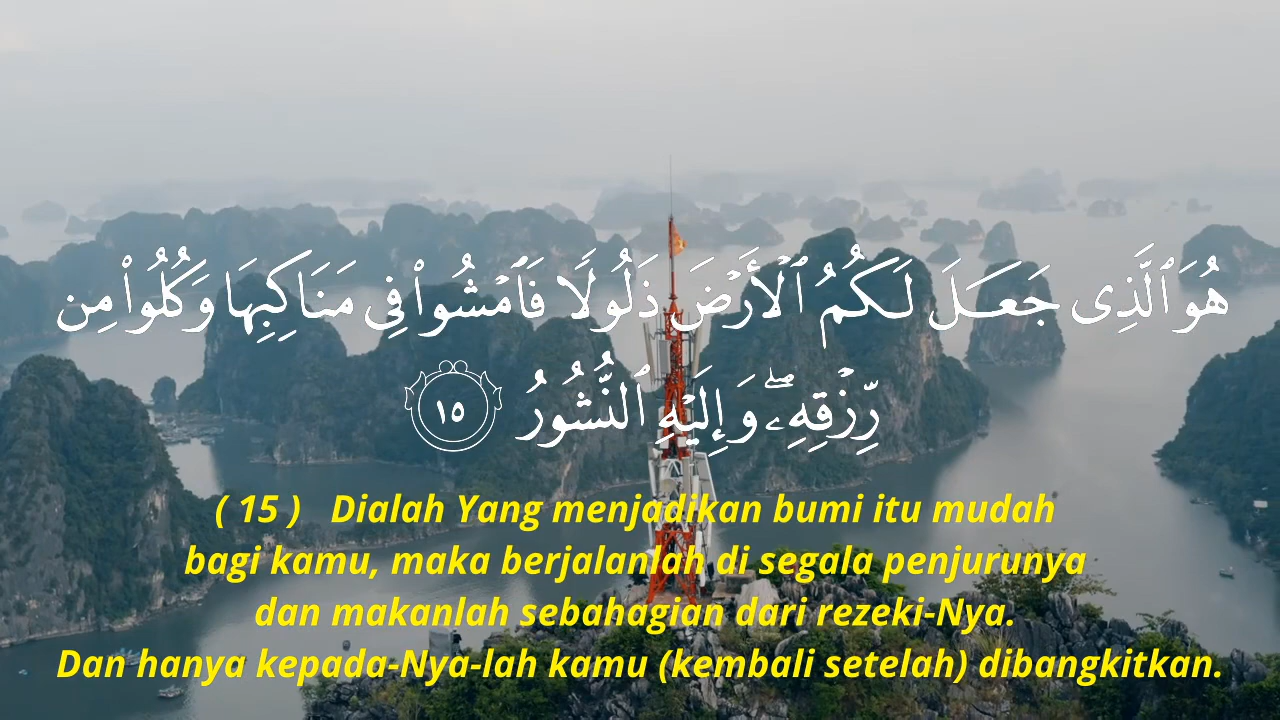 هُوَ ٱلَّذِى جَعَلَ لَكُمُ ٱلْأَرْضَ ذَلُولًا فَٱمْشُوا۟ فِى مَنَاكِبِهَا وَكُلُوا۟ مِن
رِّزْقِهِۦ ۖ وَإِلَيْهِ ٱلنُّشُورُ ١٥
( 15 ) Dialah Yang menjadikan bumi itu mudah
bagi kamu, maka berjalanlah di segala penjurunya
dan makanlah sebahagian dari rezeki-Nya.
Dan hanya kepada-Nya-lah kamu (kembali setelah) dibangkitkan.